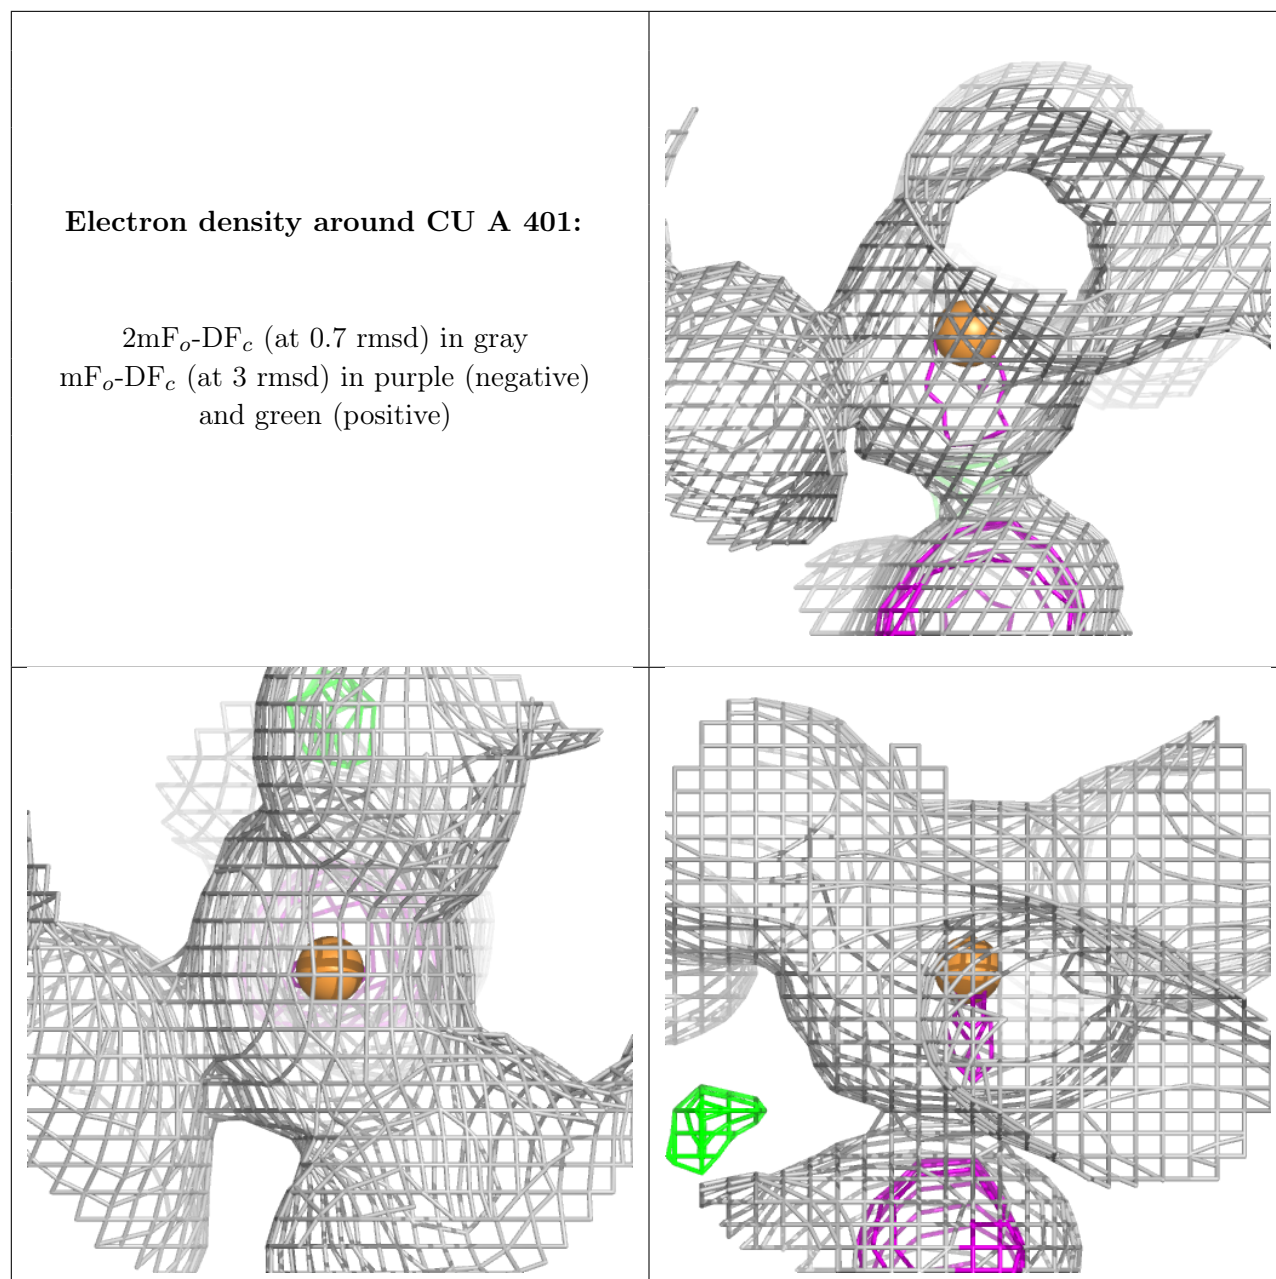 Electron density around CU A 401:
2mFo-DFc (at 0.7 rmsd) in gray
mFo-DFc (at 3 rmsd) in purple (negative)
and green (positive)